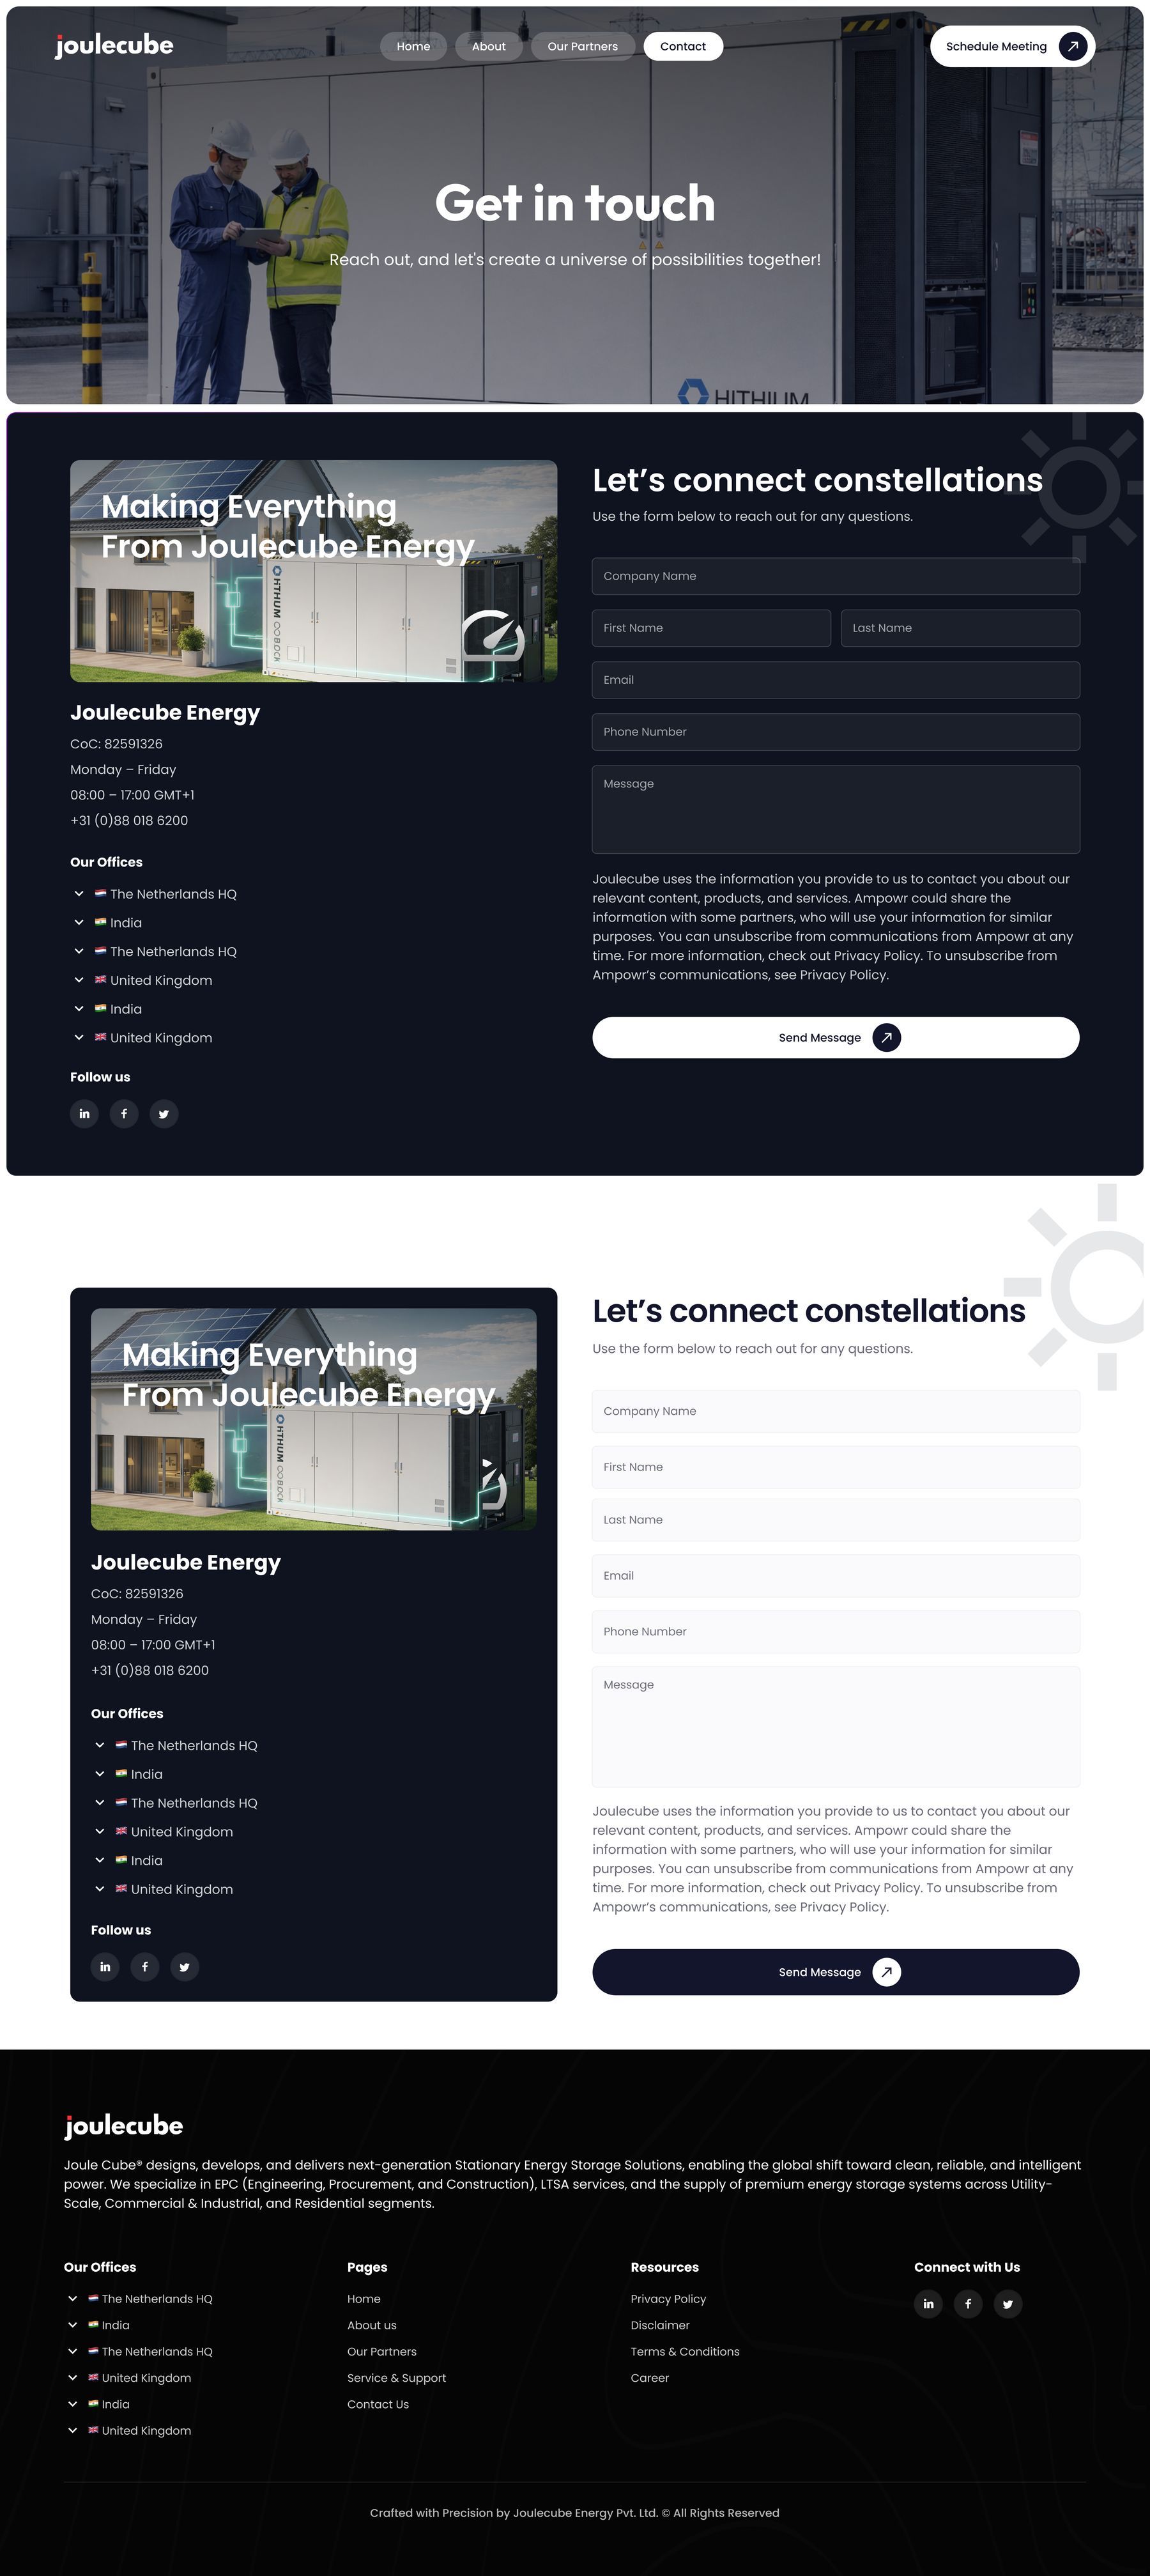 joulecube
Home
About
Our Partners
Contact
Schedule Meeting
Get in touch
Reach out, and let's create a universe of possibilities together!
HITHIUM
Making Everything
From Joulecube Energy
HTHIUM
Joulecube Energy
CoC: 82591326
Monday – Friday
08:00 – 17:00 GMT+1
+31 (0)88 018 6200
Our Offices
The Netherlands HQ
India
The Netherlands HQ
United Kingdom
India
United Kingdom
Follow us
Let’s connect constellations
Use the form below to reach out for any questions.
Company Name
First Name
Last Name
Email
Phone Number
Message
Joulecube uses the information you provide to us to contact you about our
relevant content, products, and services. Ampowr could share the
information with some partners, who will use your information for similar
purposes. You can unsubscribe from communications from Ampowr at any
time. For more information, check out Privacy Policy. To unsubscribe from
Ampowr’s communications, see Privacy Policy.
Send Message
Making Everything
From Joulecube Energy
HTHIUM
Joulecube Energy
CoC: 82591326
Monday – Friday
08:00 – 17:00 GMT+1
+31 (0)88 018 6200
Our Offices
The Netherlands HQ
India
The Netherlands HQ
United Kingdom
India
United Kingdom
Follow us
Let’s connect constellations
Use the form below to reach out for any questions.
Company Name
First Name
Last Name
Email
Phone Number
Message
Joulecube uses the information you provide to us to contact you about our
relevant content, products, and services. Ampowr could share the
information with some partners, who will use your information for similar
purposes. You can unsubscribe from communications from Ampowr at any
time. For more information, check out Privacy Policy. To unsubscribe from
Ampowr’s communications, see Privacy Policy.
Send Message
joulecube
Joule Cube® designs, develops, and delivers next-generation Stationary Energy Storage Solutions, enabling the global shift toward clean, reliable, and intelligent
power. We specialize in EPC (Engineering, Procurement, and Construction), LTSA services, and the supply of premium energy storage systems across Utility-
Scale, Commercial & Industrial, and Residential segments.
Our Offices
The Netherlands HQ
India
The Netherlands HQ
United Kingdom
India
United Kingdom
Pages
Home
About us
Our Partners
Service & Support
Contact Us
Resources
Privacy Policy
Disclaimer
Terms & Conditions
Career
Connect with Us
Crafted with Precision by Joulecube Energy Pvt. Ltd. © All Rights Reserved